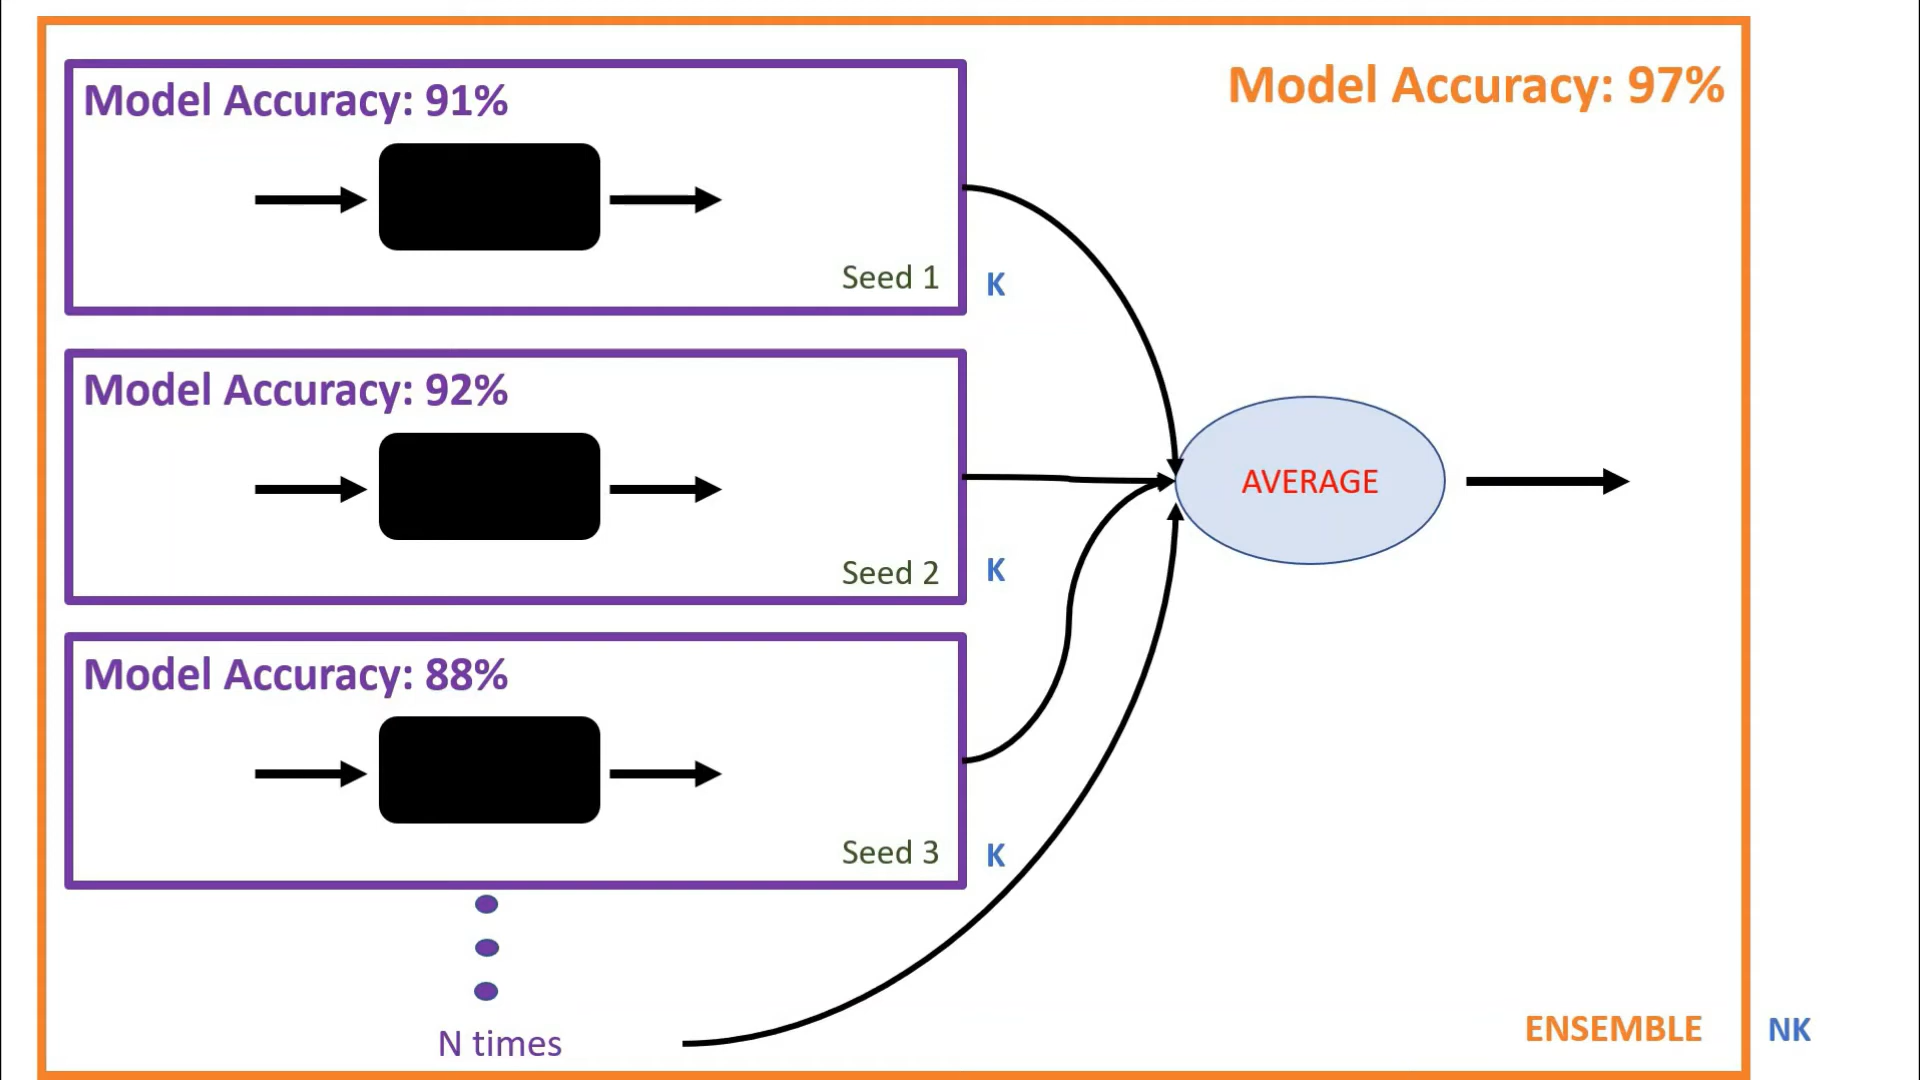 Model Accuracy: 91%
Seed 1
K
Model Accuracy: 92%
Seed 2
K
Model Accuracy: 88%
Seed 3
K
N times
AVERAGE
Model Accuracy: 97%
ENSEMBLE
NK